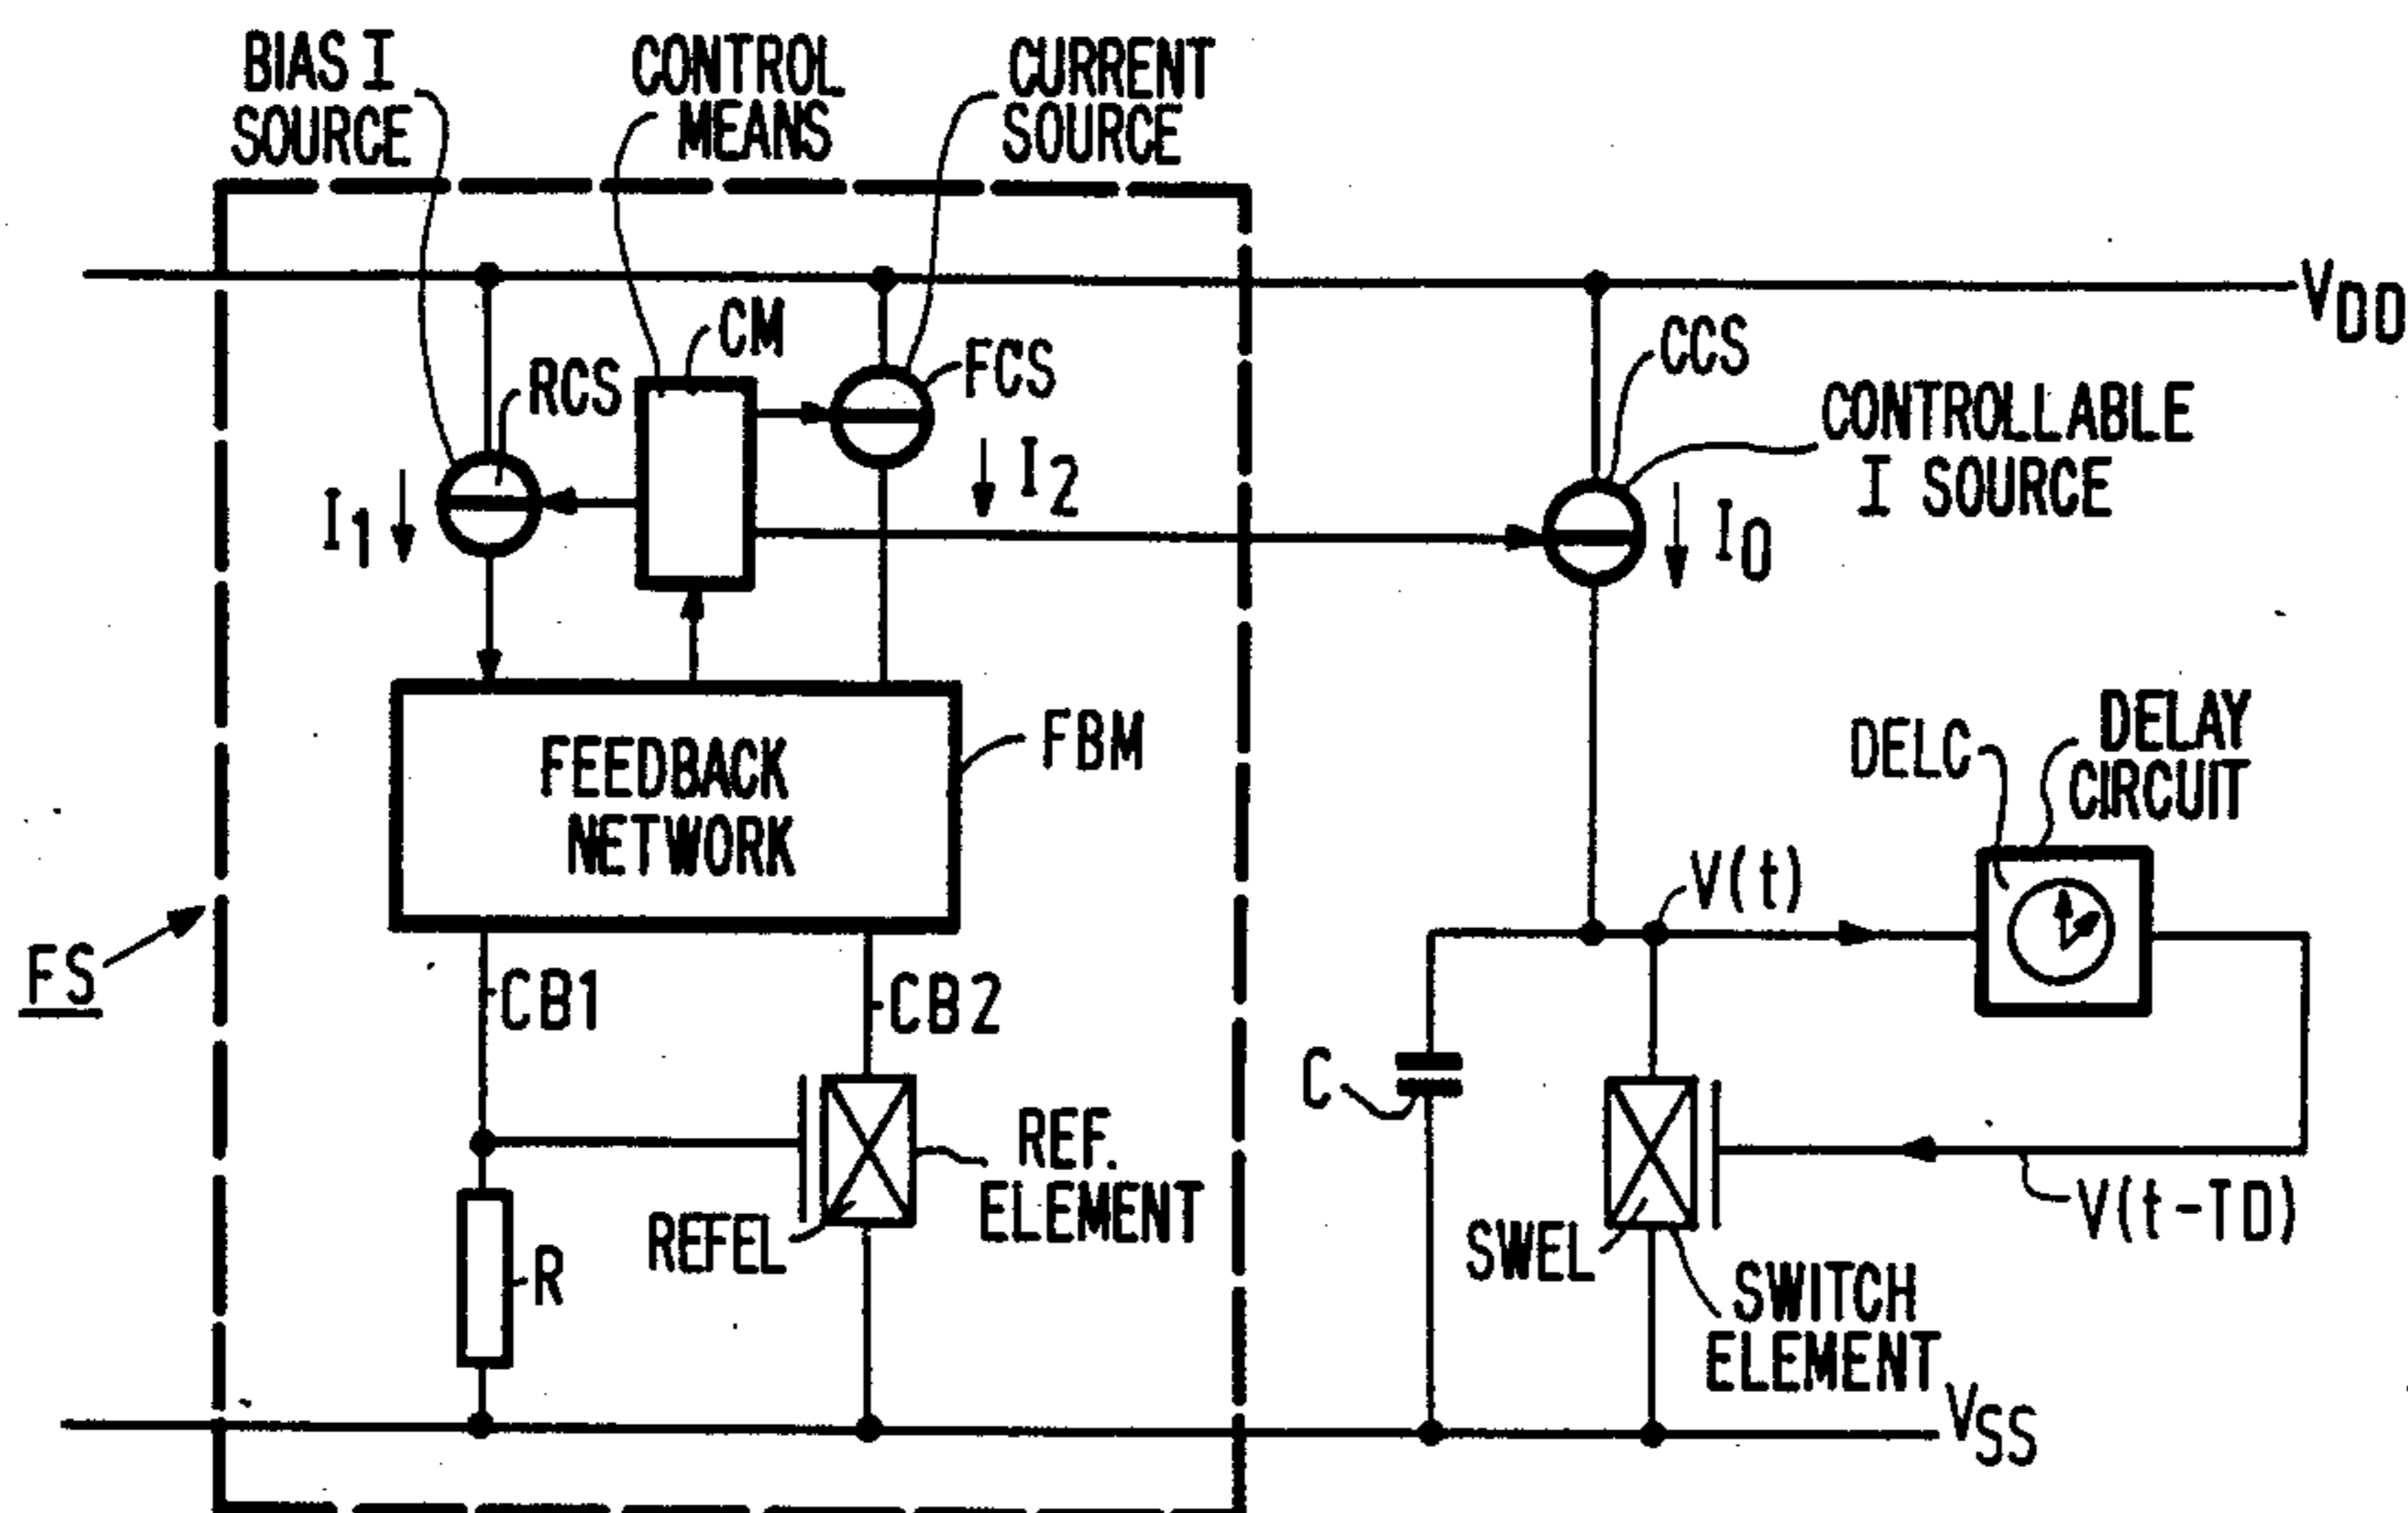 BIAS I
SOURCE
CONTROL
MEANS
CURRENT
SOURCE
VDD
CM
FCS
RCS
CCS
CONTROLLABLE
I SOURCE
I1
I2
I0
FEEDBACK
NETWORK
FBM
DELC
DELAY
CIRCUIT
V(t)
FS
CB1
CB2
C
REF.
ELEMENT
REFEL
R
SWEL
SWITCH
ELEMENT
V(t-TD)
VSS